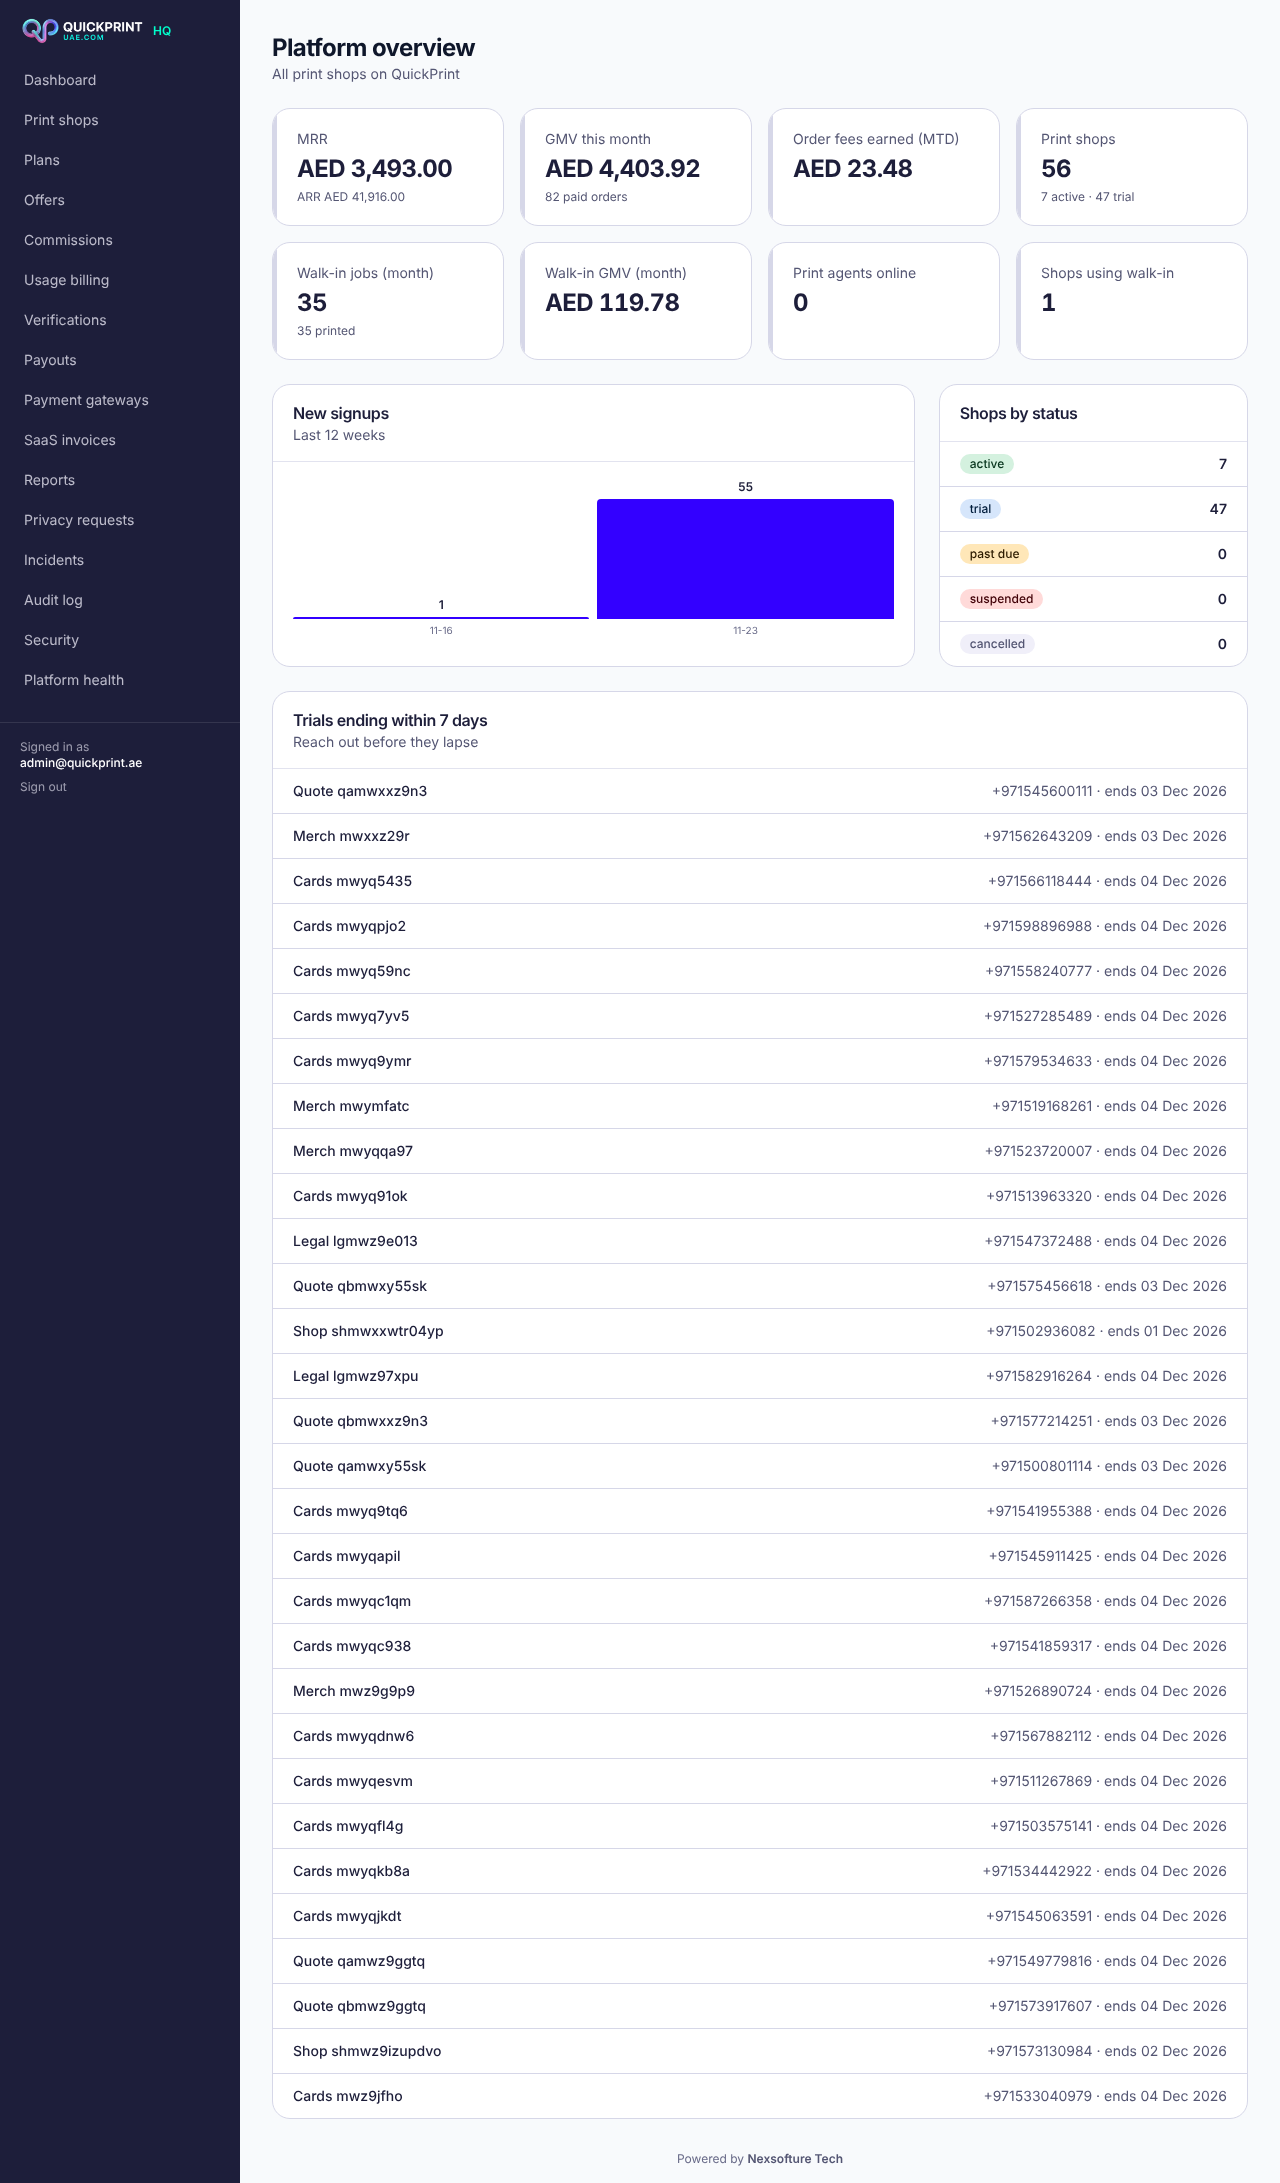 QUICKPRINT
UAE.COM
HQ
Dashboard
Print shops
Plans
Offers
Commissions
Usage billing
Verifications
Payouts
Payment gateways
SaaS invoices
Reports
Privacy requests
Incidents
Audit log
Security
Platform health
Signed in as
admin@quickprint.ae
Sign out
Platform overview
All print shops on QuickPrint
MRR
AED 3,493.00
ARR AED 41,916.00
GMV this month
AED 4,403.92
82 paid orders
Order fees earned (MTD)
AED 23.48
Print shops
56
7 active · 47 trial
Walk-in jobs (month)
35
35 printed
Walk-in GMV (month)
AED 119.78
Print agents online
0
Shops using walk-in
1
New signups
Last 12 weeks
1
11-16
55
11-23
Shops by status
active 7
trial 47
past due 0
suspended 0
cancelled 0
Trials ending within 7 days
Reach out before they lapse
Quote qamwxxz9n3 +971545600111 · ends 03 Dec 2026
Merch mwxxz29r +971562643209 · ends 03 Dec 2026
Cards mwyq5435 +971566118444 · ends 04 Dec 2026
Cards mwyqpjo2 +971598896988 · ends 04 Dec 2026
Cards mwyq59nc +971558240777 · ends 04 Dec 2026
Cards mwyq7yv5 +971527285489 · ends 04 Dec 2026
Cards mwyq9ymr +971579534633 · ends 04 Dec 2026
Merch mwymfatc +971519168261 · ends 04 Dec 2026
Merch mwyqqa97 +971523720007 · ends 04 Dec 2026
Cards mwyq91ok +971513963320 · ends 04 Dec 2026
Legal lgmwz9e013 +971547372488 · ends 04 Dec 2026
Quote qbmwxy55sk +971575456618 · ends 03 Dec 2026
Shop shmwxxwtr04yp +971502936082 · ends 01 Dec 2026
Legal lgmwz97xpu +971582916264 · ends 04 Dec 2026
Quote qbmwxxz9n3 +971577214251 · ends 03 Dec 2026
Quote qamwxy55sk +971500801114 · ends 03 Dec 2026
Cards mwyq9tq6 +971541955388 · ends 04 Dec 2026
Cards mwyqapil +971545911425 · ends 04 Dec 2026
Cards mwyqc1qm +971587266358 · ends 04 Dec 2026
Cards mwyqc938 +971541859317 · ends 04 Dec 2026
Merch mwz9g9p9 +971526890724 · ends 04 Dec 2026
Cards mwyqdnw6 +971567882112 · ends 04 Dec 2026
Cards mwyqesvm +971511267869 · ends 04 Dec 2026
Cards mwyqfl4g +971503575141 · ends 04 Dec 2026
Cards mwyqkb8a +971534442922 · ends 04 Dec 2026
Cards mwyqjkdt +971545063591 · ends 04 Dec 2026
Quote qamwz9ggtq +971549779816 · ends 04 Dec 2026
Quote qbmwz9ggtq +971573917607 · ends 04 Dec 2026
Shop shmwz9izupdvo +971573130984 · ends 02 Dec 2026
Cards mwz9jfho +971533040979 · ends 04 Dec 2026
Powered by Nexsofture Tech